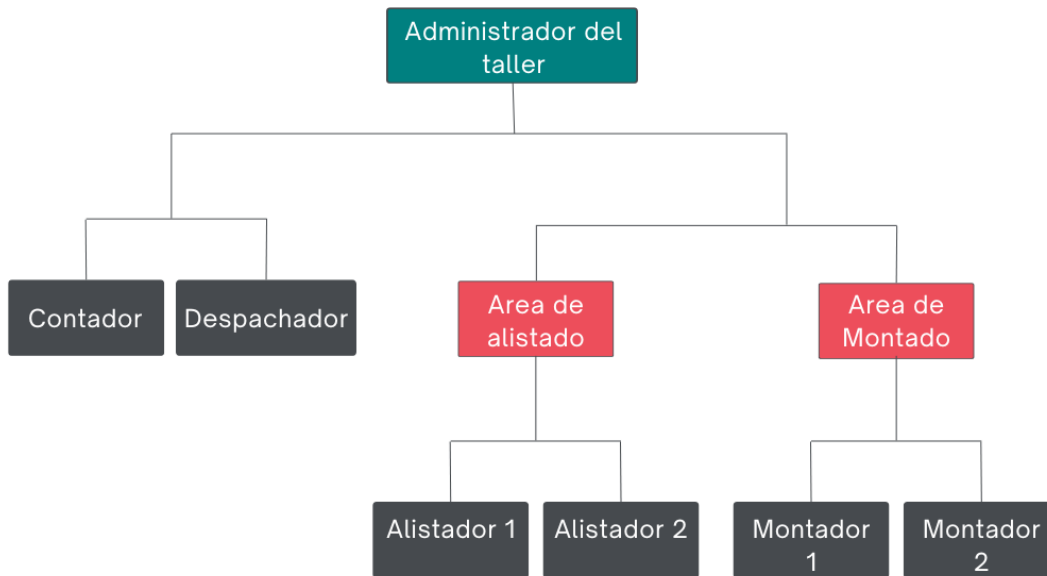 Administrador del
taller
Contador
Despachador
Area de
alistado
Area de
Montado
Alistador 1
Alistador 2
Montador
1
Montador
2